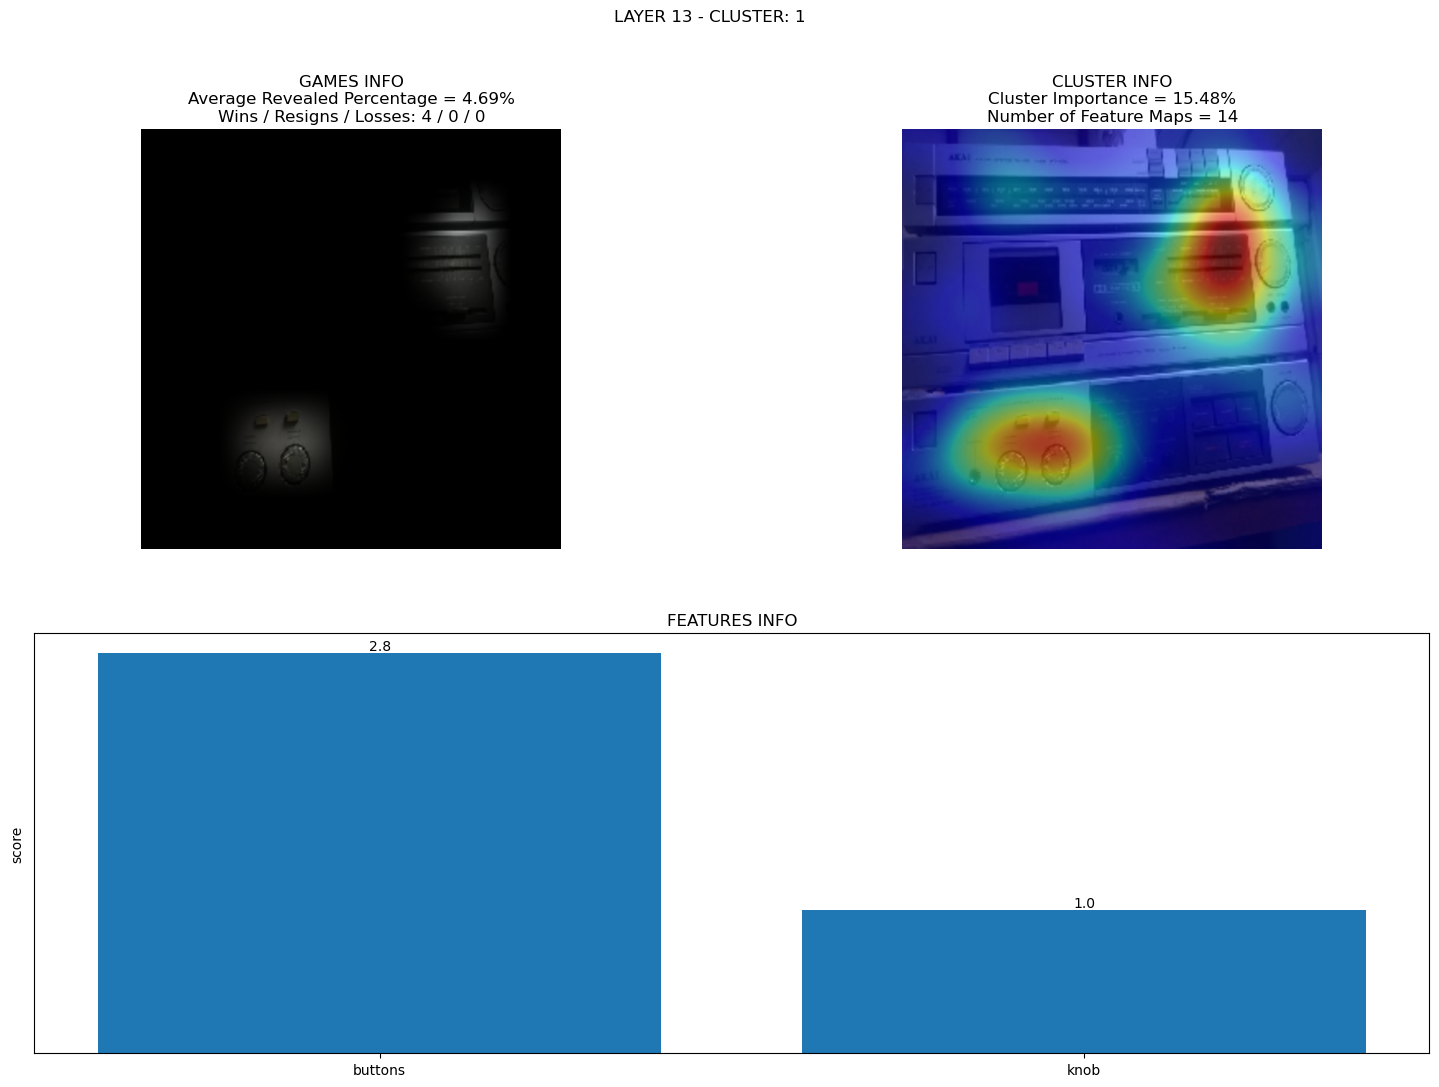 LAYER 13 - CLUSTER: 1
GAMES INFO
Average Revealed Percentage = 4.69%
Wins / Resigns / Losses: 4 / 0 / 0
CLUSTER INFO
Cluster Importance = 15.48%
Number of Feature Maps = 14
AKAI
FEATURES INFO
score
2.8
1.0
buttons
knob